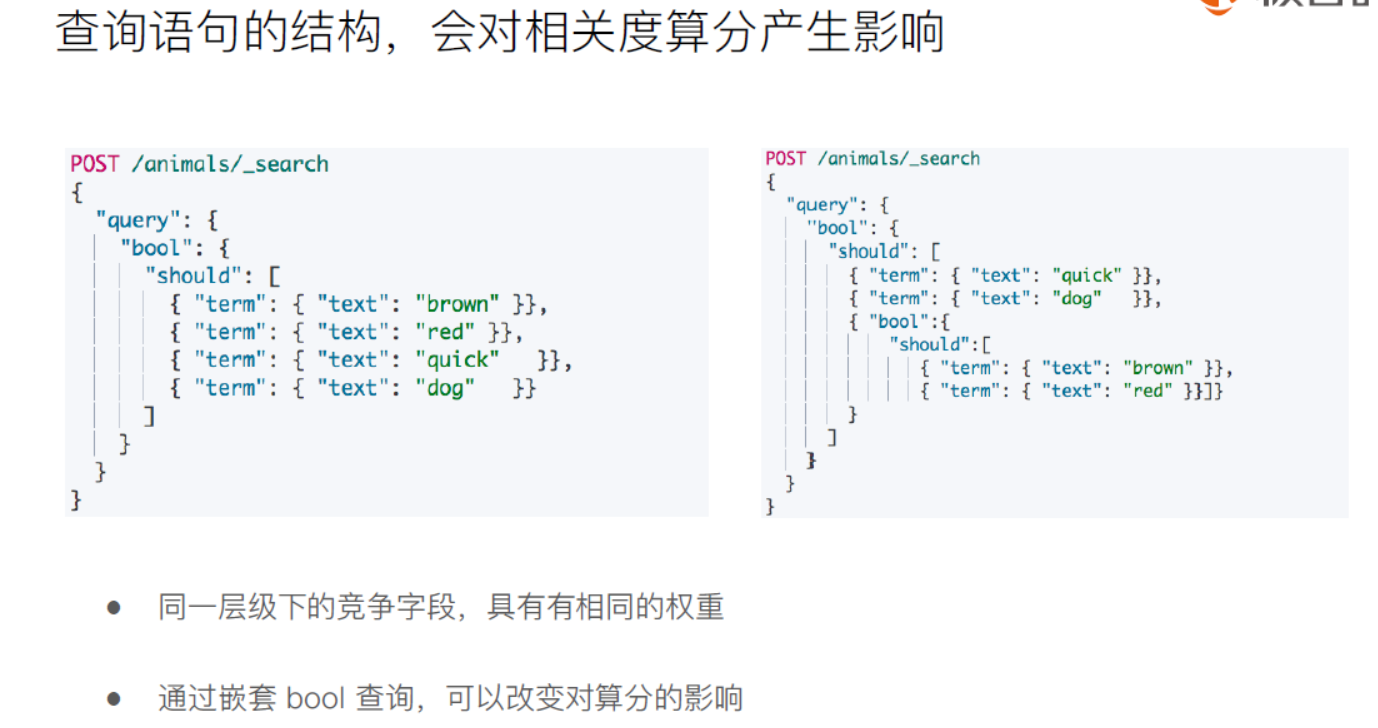 查询语句的结构，会对相关度算分产生影响
POST /animals/_search
{
  "query": {
    "bool": {
      "should": [
        { "term": { "text": "brown" }},
        { "term": { "text": "red" }},
        { "term": { "text": "quick"   }},
        { "term": { "text": "dog"   }}
      ]
    }
  }
}
POST /animals/_search
{
  "query": {
    "bool": {
      "should": [
        { "term": { "text": "quick" }},
        { "term": { "text": "dog"   }},
        { "bool":{
            "should":[
               { "term": { "text": "brown" }},
               { "term": { "text": "red" }}]}
        }
      ]
    }
  }
}
● 同一层级下的竞争字段，具有有相同的权重
● 通过嵌套 bool 查询，可以改变对算分的影响